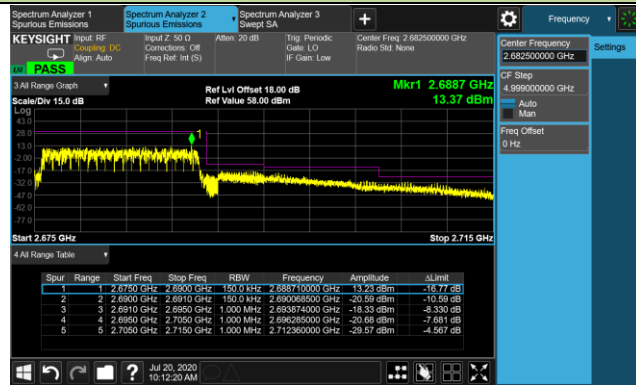 Spectrum Analyzer 1
Spurious Emissions
Spectrum Analyzer 2
Spurious Emissions
Spectrum Analyzer 3
Swept SA
+
Frequency
KEYSIGHT
Input: RF
Coupling: DC
Align: Auto
Input Z: 50 Ω
Corrections: Off
Freq Ref: Int (S)
Atten: 20 dB
Trig: Periodic
Gate: LO
IF Gain: Low
Center Freq: 2.682500000 GHz
Radio Std: None
PASS
Center Frequency
2.682500000 GHz
Settings
CF Step
4.999000000 GHz
Auto
Man
Freq Offset
0 Hz
3 All Range Graph
Scale/Div 15.0 dB
Ref Lvl Offset 18.00 dB
Ref Value 58.00 dBm
Mkr1 2.6887 GHz
13.37 dBm
Log
43.0
28.0
13.0
-2.00
-17.0
-32.0
-47.0
-62.0
-77.0
1
Start 2.675 GHz
Stop 2.715 GHz
4 All Range Table
Spur Range Start Freq Stop Freq RBW Frequency Amplitude ΔLimit
1 1 2.6750 GHz 2.6900 GHz 150.0 kHz 2.688710000 GHz 13.23 dBm -16.77 dB
2 2 2.6900 GHz 2.6910 GHz 150.0 kHz 2.690068500 GHz -20.59 dBm -10.59 dB
3 3 2.6910 GHz 2.6950 GHz 1.000 MHz 2.693874000 GHz -18.33 dBm -8.330 dB
4 4 2.6950 GHz 2.7050 GHz 1.000 MHz 2.696285000 GHz -20.68 dBm -7.681 dB
5 5 2.7050 GHz 2.7150 GHz 1.000 MHz 2.712360000 GHz -29.57 dBm -4.567 dB
?
Jul 20, 2020
10:12:20 AM